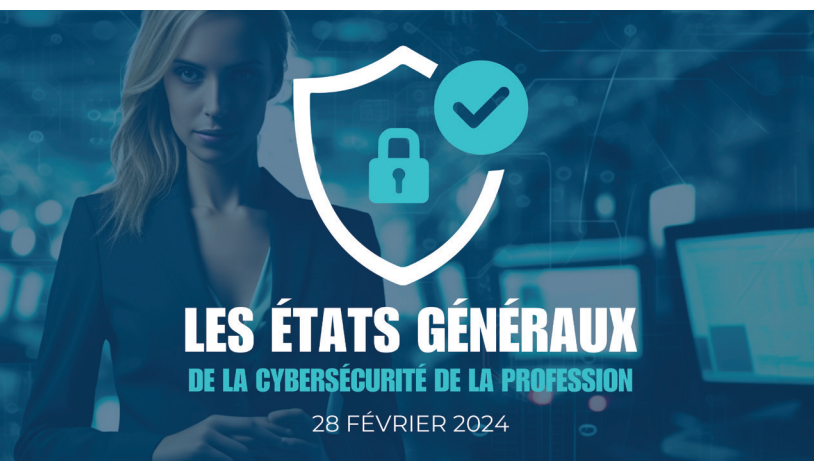 LES ÉTATS GÉNÉRAUX
DE LA CYBERSÉCURITÉ DE LA PROFESSION
28 FÉVRIER 2024